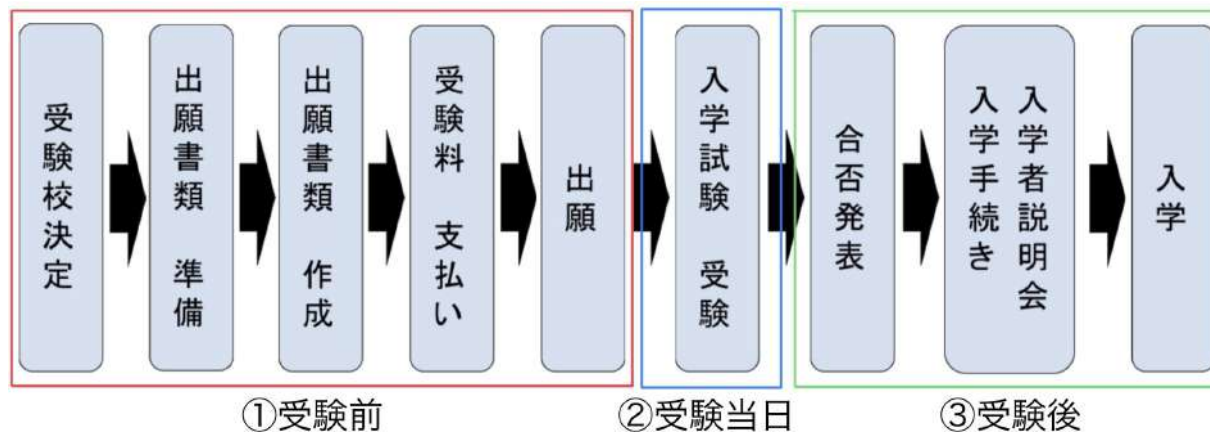 受験校決定
出願書類 準備
出願書類 作成
受験料 支払い
出願
入学試験 受験
合否発表
入学者説明会
入学手続き
入学
①受験前
②受験当日
③受験後